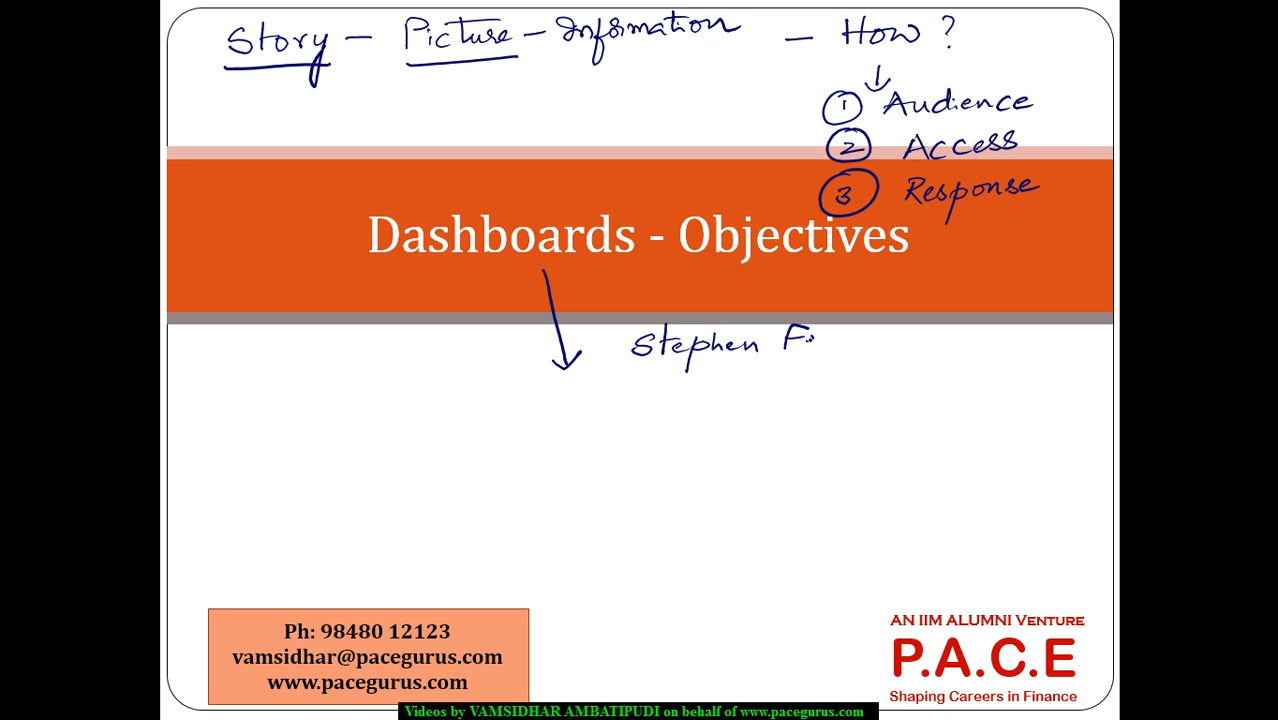 Story - Picture - Information - How?
① Audience
② Access
③ Response
Dashboards - Objectives
Stephen F
Ph: 98480 12123
vamsidhar@pacegurus.com
www.pacegurus.com
AN IIM ALUMNI VENTURE
P.A.C.E
Shaping Careers in Finance
Videos by VAMSIDHAR AMBATIPUDI on behalf of www.pacegurus.com